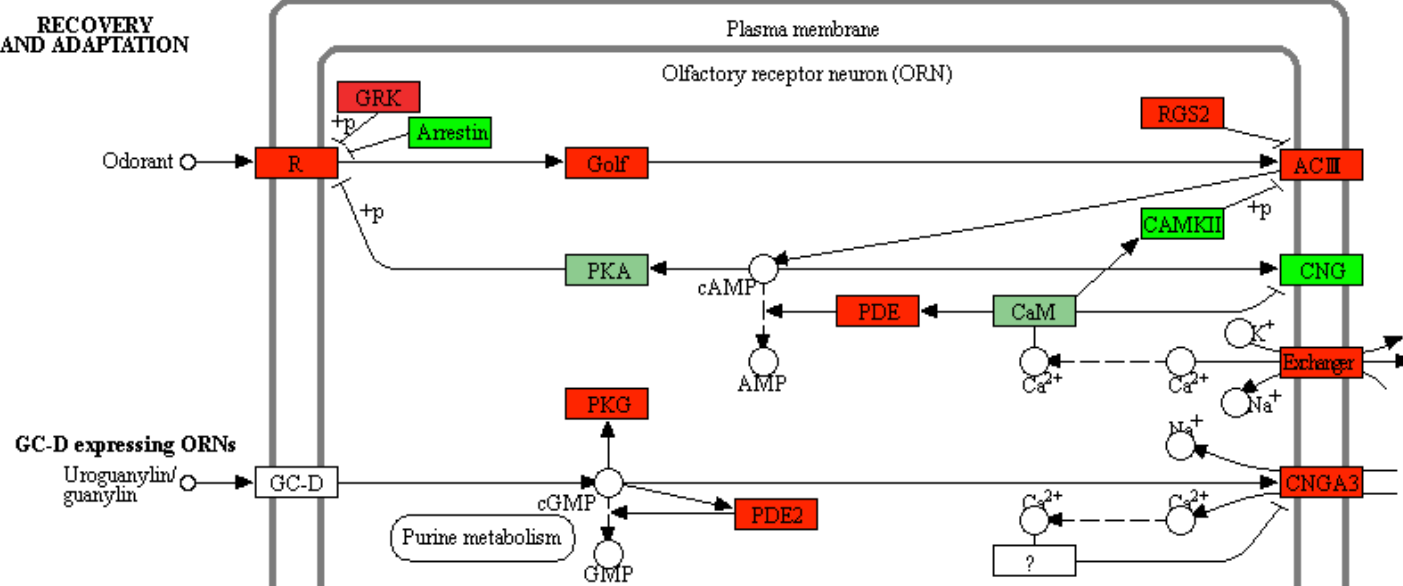 RECOVERY
AND ADAPTATION
Plasma membrane
Olfactory receptor neuron (ORN)
GRK
RGS2
+p
Arrestin
Odorant
R
Golf
ACIII
+p
CAMKII
+p
PKA
cAMP
CNG
PDE
CaM
K+
AMP
Ca2+
Ca2+
Exchanger
Na+
PKG
GC-D expressing ORNs
Na+
Uroguanylin/
guanylin
GC-D
cGMP
CNGA3
Ca2+
Ca2+
PDE2
Purine metabolism
?
GMP